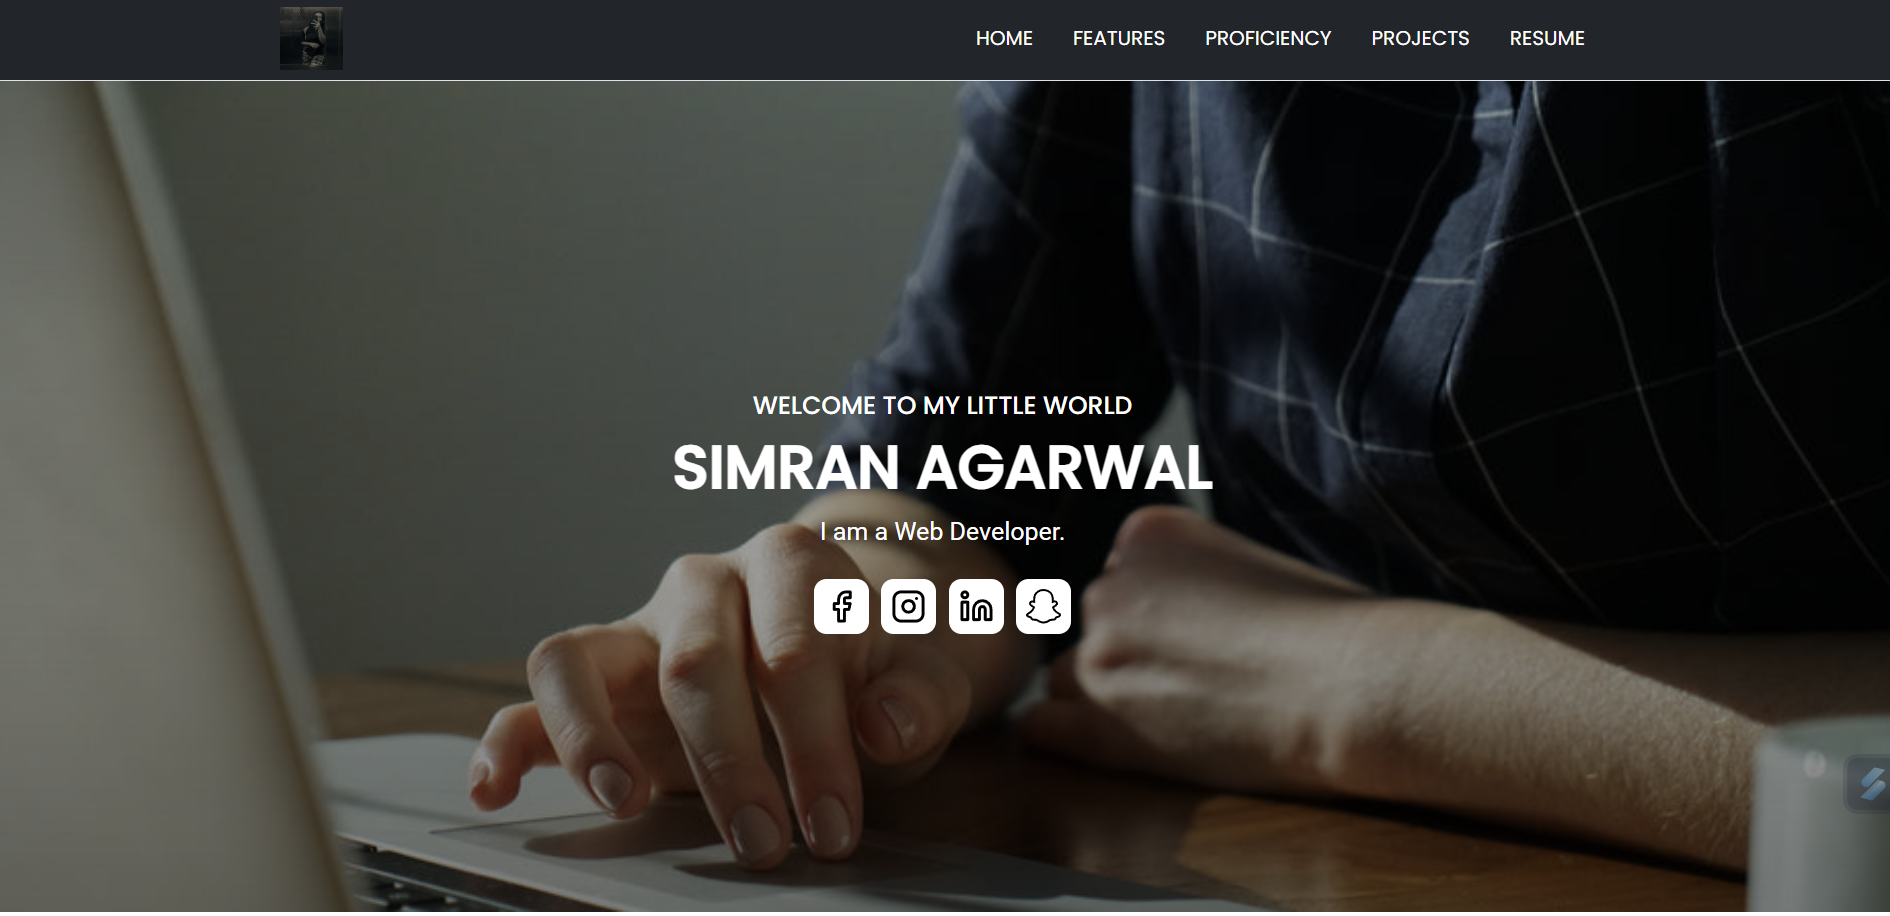 HOME FEATURES PROFICIENCY PROJECTS RESUME
WELCOME TO MY LITTLE WORLD
SIMRAN AGARWAL
I am a Web Developer.